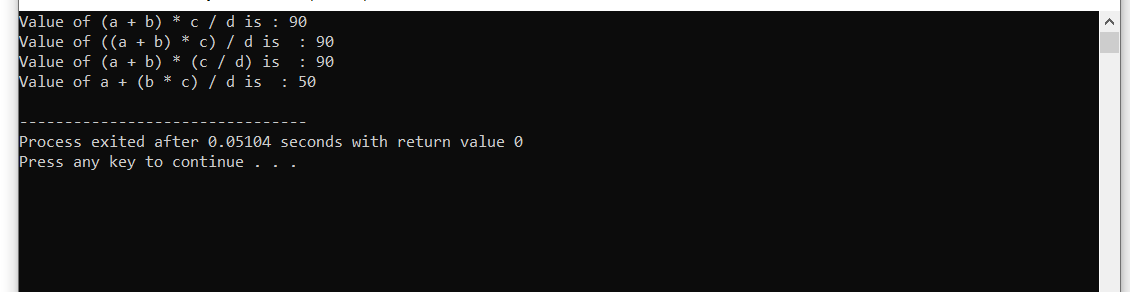 Value of (a + b) * c / d is : 90
Value of ((a + b) * c) / d is  : 90
Value of (a + b) * (c / d) is  : 90
Value of a + (b * c) / d is  : 50
--------------------------------
Process exited after 0.05104 seconds with return value 0
Press any key to continue . . .